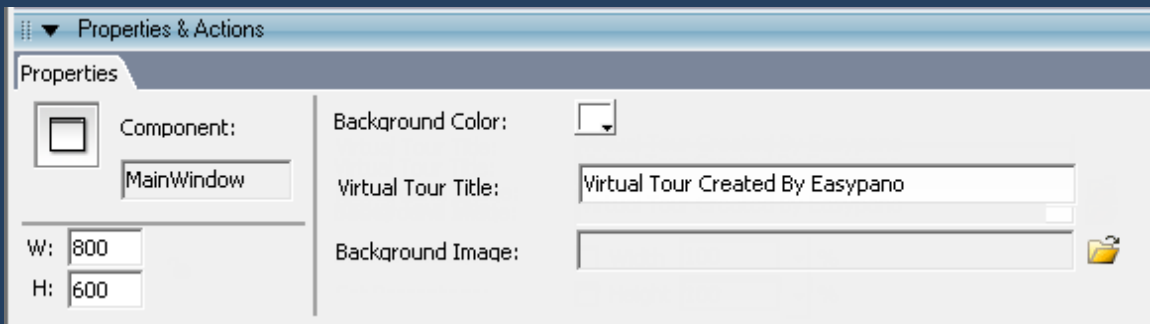 Properties & Actions
Properties
Component:
MainWindow
W: 800
H: 600
Background Color:
Virtual Tour Title: Virtual Tour Created By Easypano
Background Image: